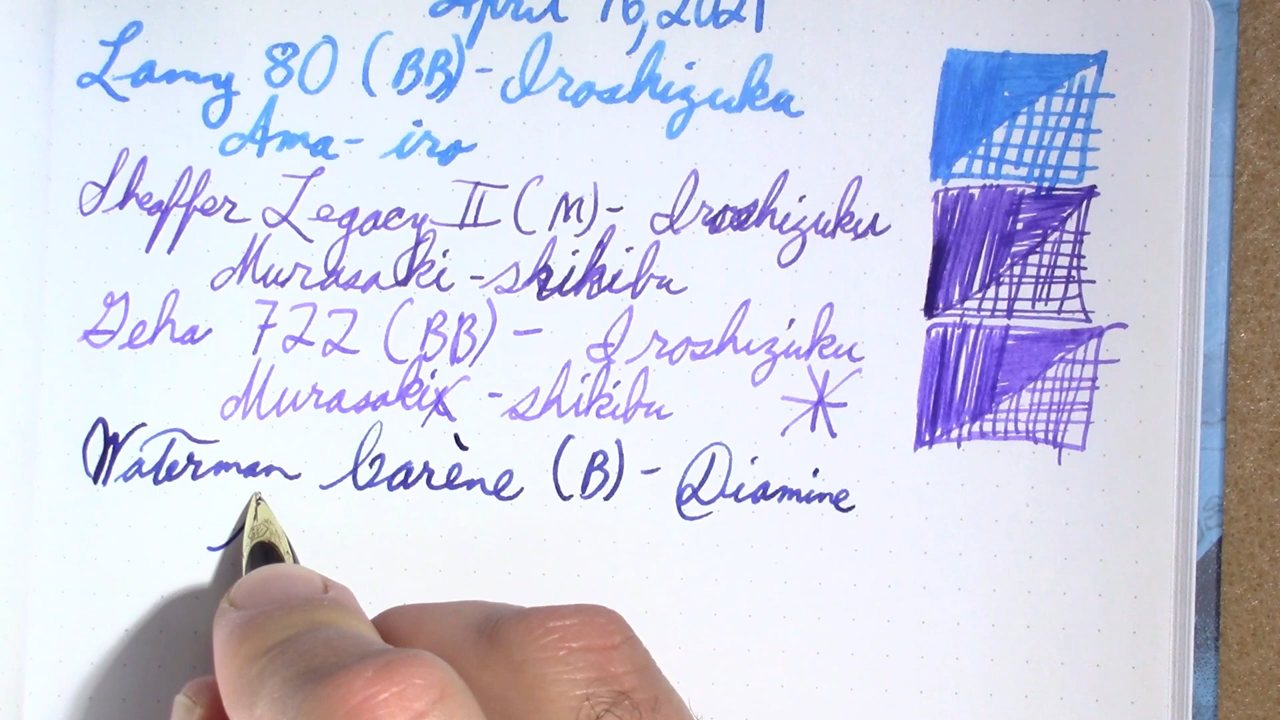 April 16, 2021
Lamy 80 (BB) - Iroshizuku
Ama-iro
Sheaffer Legacy II (M) - Iroshizuku
Murasaki-shikibu
Geha 722 (BB) - Iroshizuku
Murasaki-shikibu *
Waterman Carène (B) - Diamine